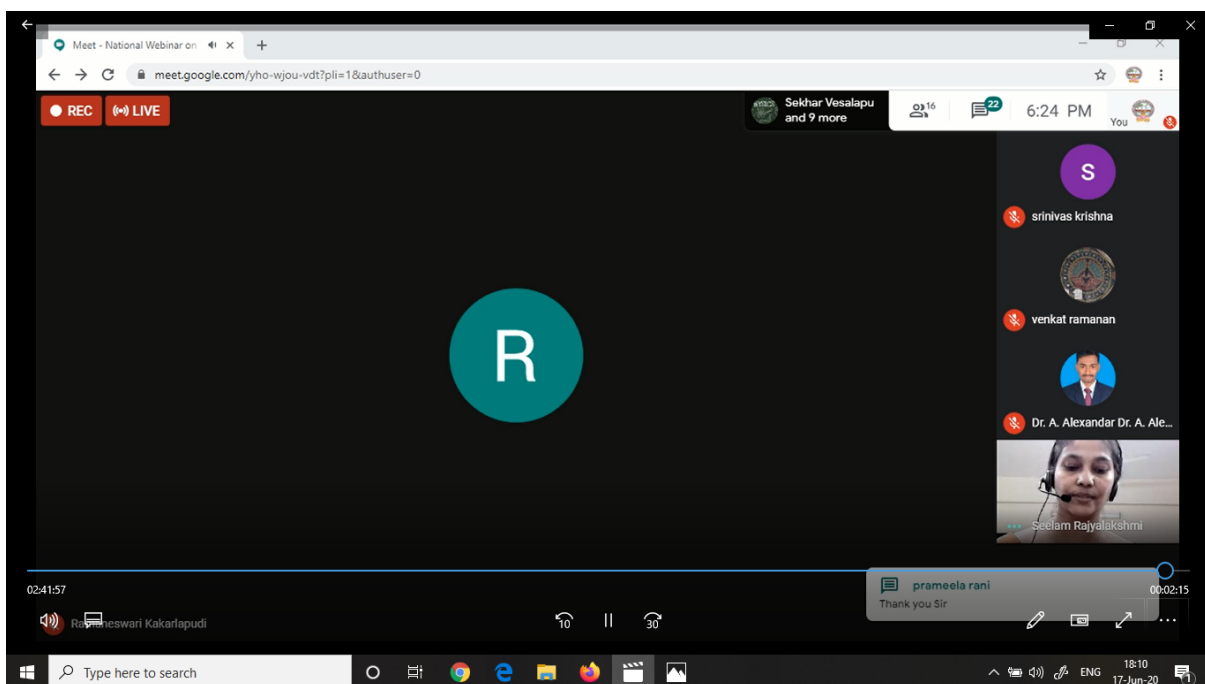 Meet - National Webinar on
meet.google.com/yho-wjou-vdt?pli=1&authuser=0
REC
LIVE
Sekhar Vesalapu
and 9 more
16
22
6:24 PM
You
S
srinivas krishna
venkat ramanan
Dr. A. Alexandar Dr. A. Ale...
R
Seelam Rajyalakshmi
prameela rani
Thank you Sir
02:41:57
00:02:15
Kakarlapudi
10
30
Type here to search
ENG
18:10
17-Jun-20
1